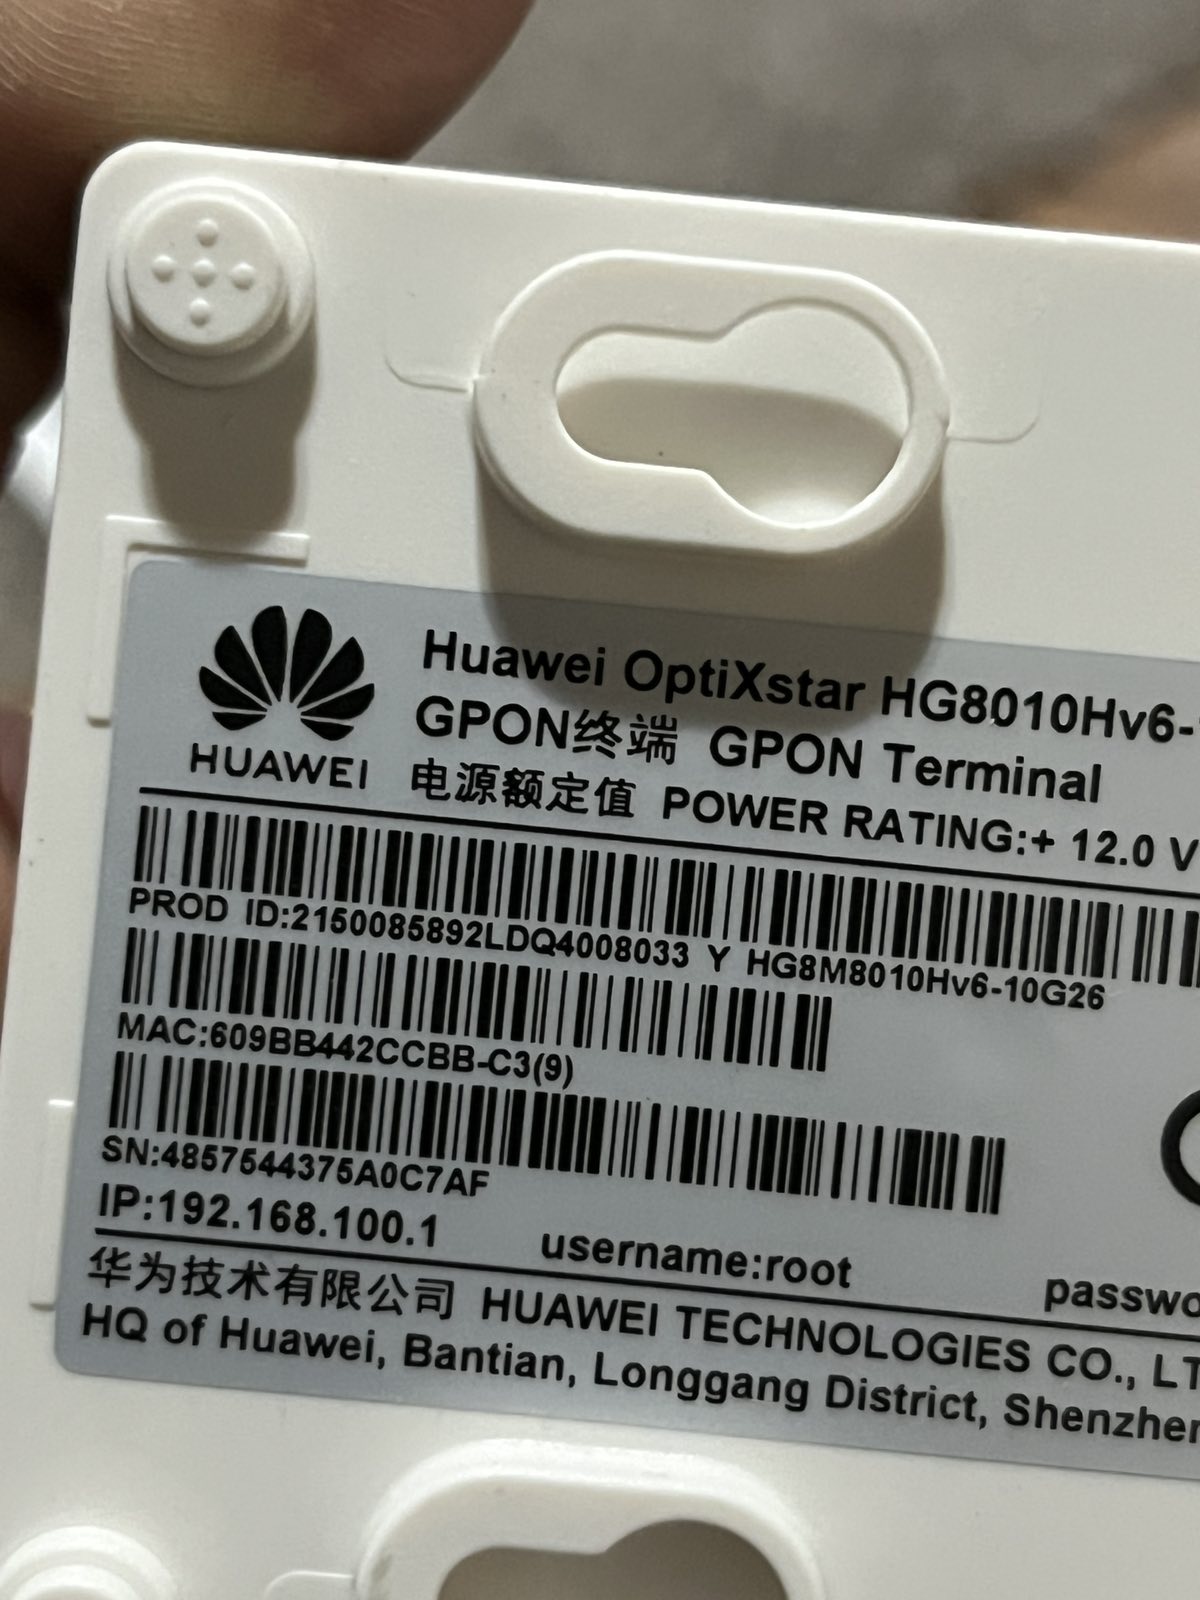 HUAWEI
Huawei OptiXstar HG8010Hv6-
GPON终端 GPON Terminal
电源额定值 POWER RATING:+ 12.0 V
PROD ID:2150085892LDQ4008033 Y HG8M8010Hv6-10G26
MAC:609BB442CCBB-C3(9)
SN:4857544375A0C7AF
IP:192.168.100.1 username:root passwo
华为技术有限公司 HUAWEI TECHNOLOGIES CO., LT
HQ of Huawei, Bantian, Longgang District, Shenzhen